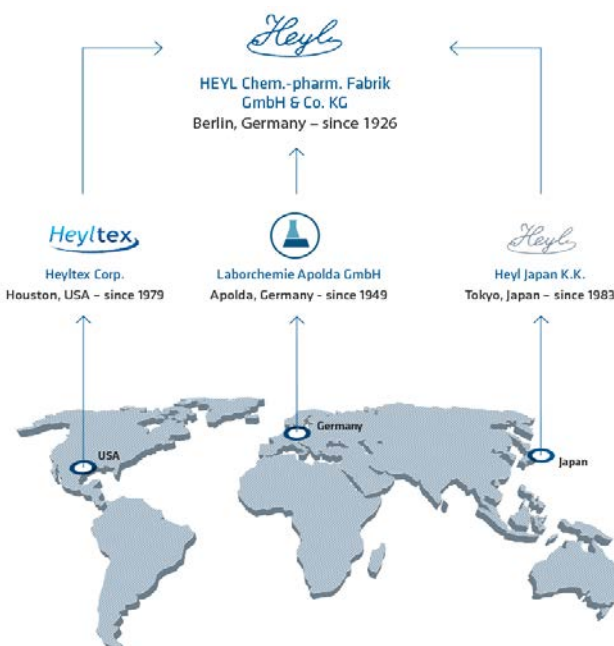 Heyl
HEYL Chem.-pharm. Fabrik
GmbH & Co. KG
Berlin, Germany – since 1926
Heyltex
Heyltex Corp.
Houston, USA – since 1979
Laborchemie Apolda GmbH
Apolda, Germany - since 1949
Heyl
Heyl Japan K.K.
Tokyo, Japan – since 1983
USA
Germany
Japan